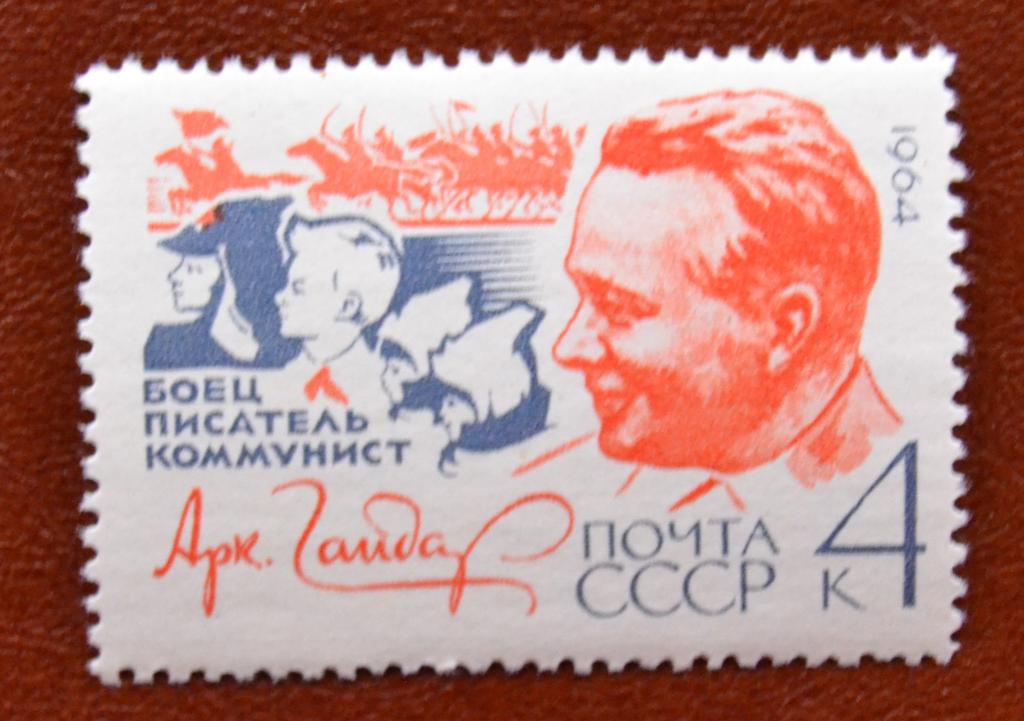 1964
БОЕЦ
ПИСАТЕЛЬ
КОММУНИСТ
Арк. Гайдар
ПОЧТА
СССР
4
к